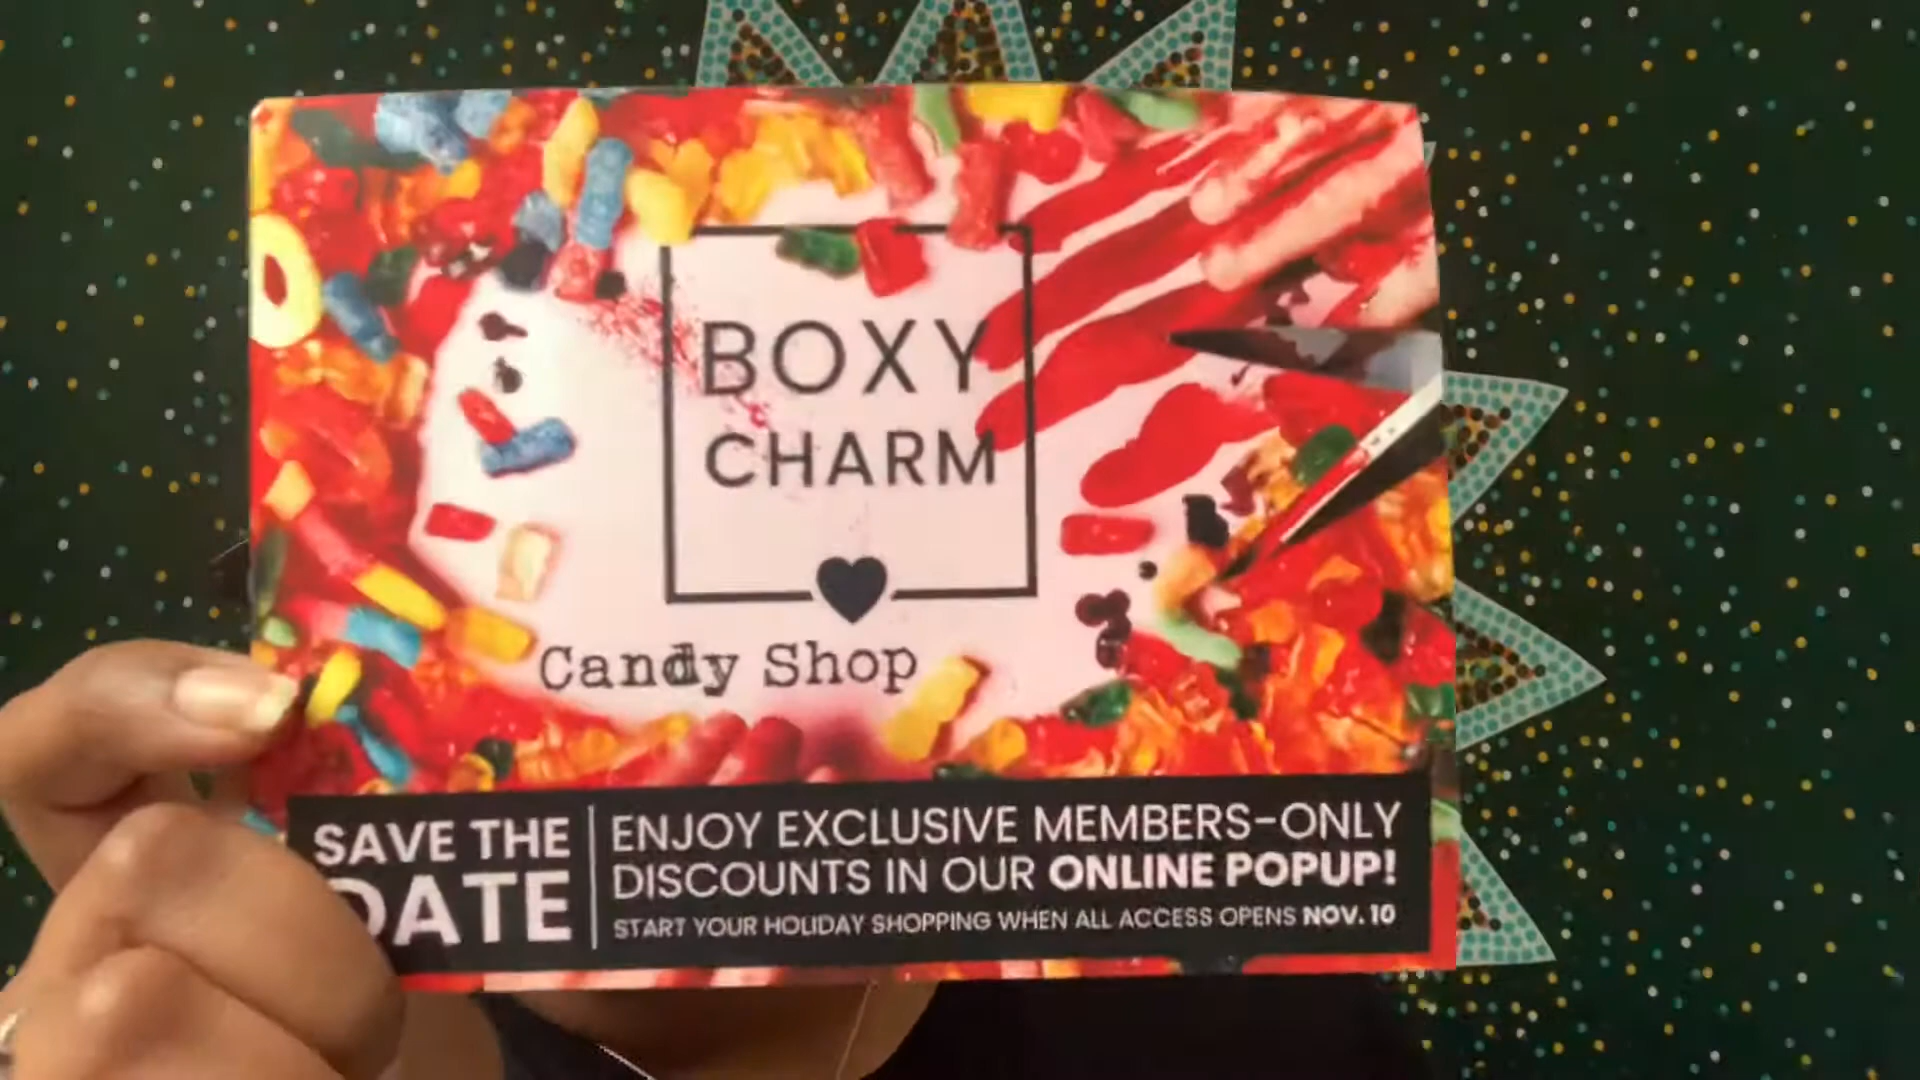 BOXY
CHARM
Candy Shop
SAVE THE
DATE
ENJOY EXCLUSIVE MEMBERS-ONLY
DISCOUNTS IN OUR ONLINE POPUP!
START YOUR HOLIDAY SHOPPING WHEN ALL ACCESS OPENS NOV. 10